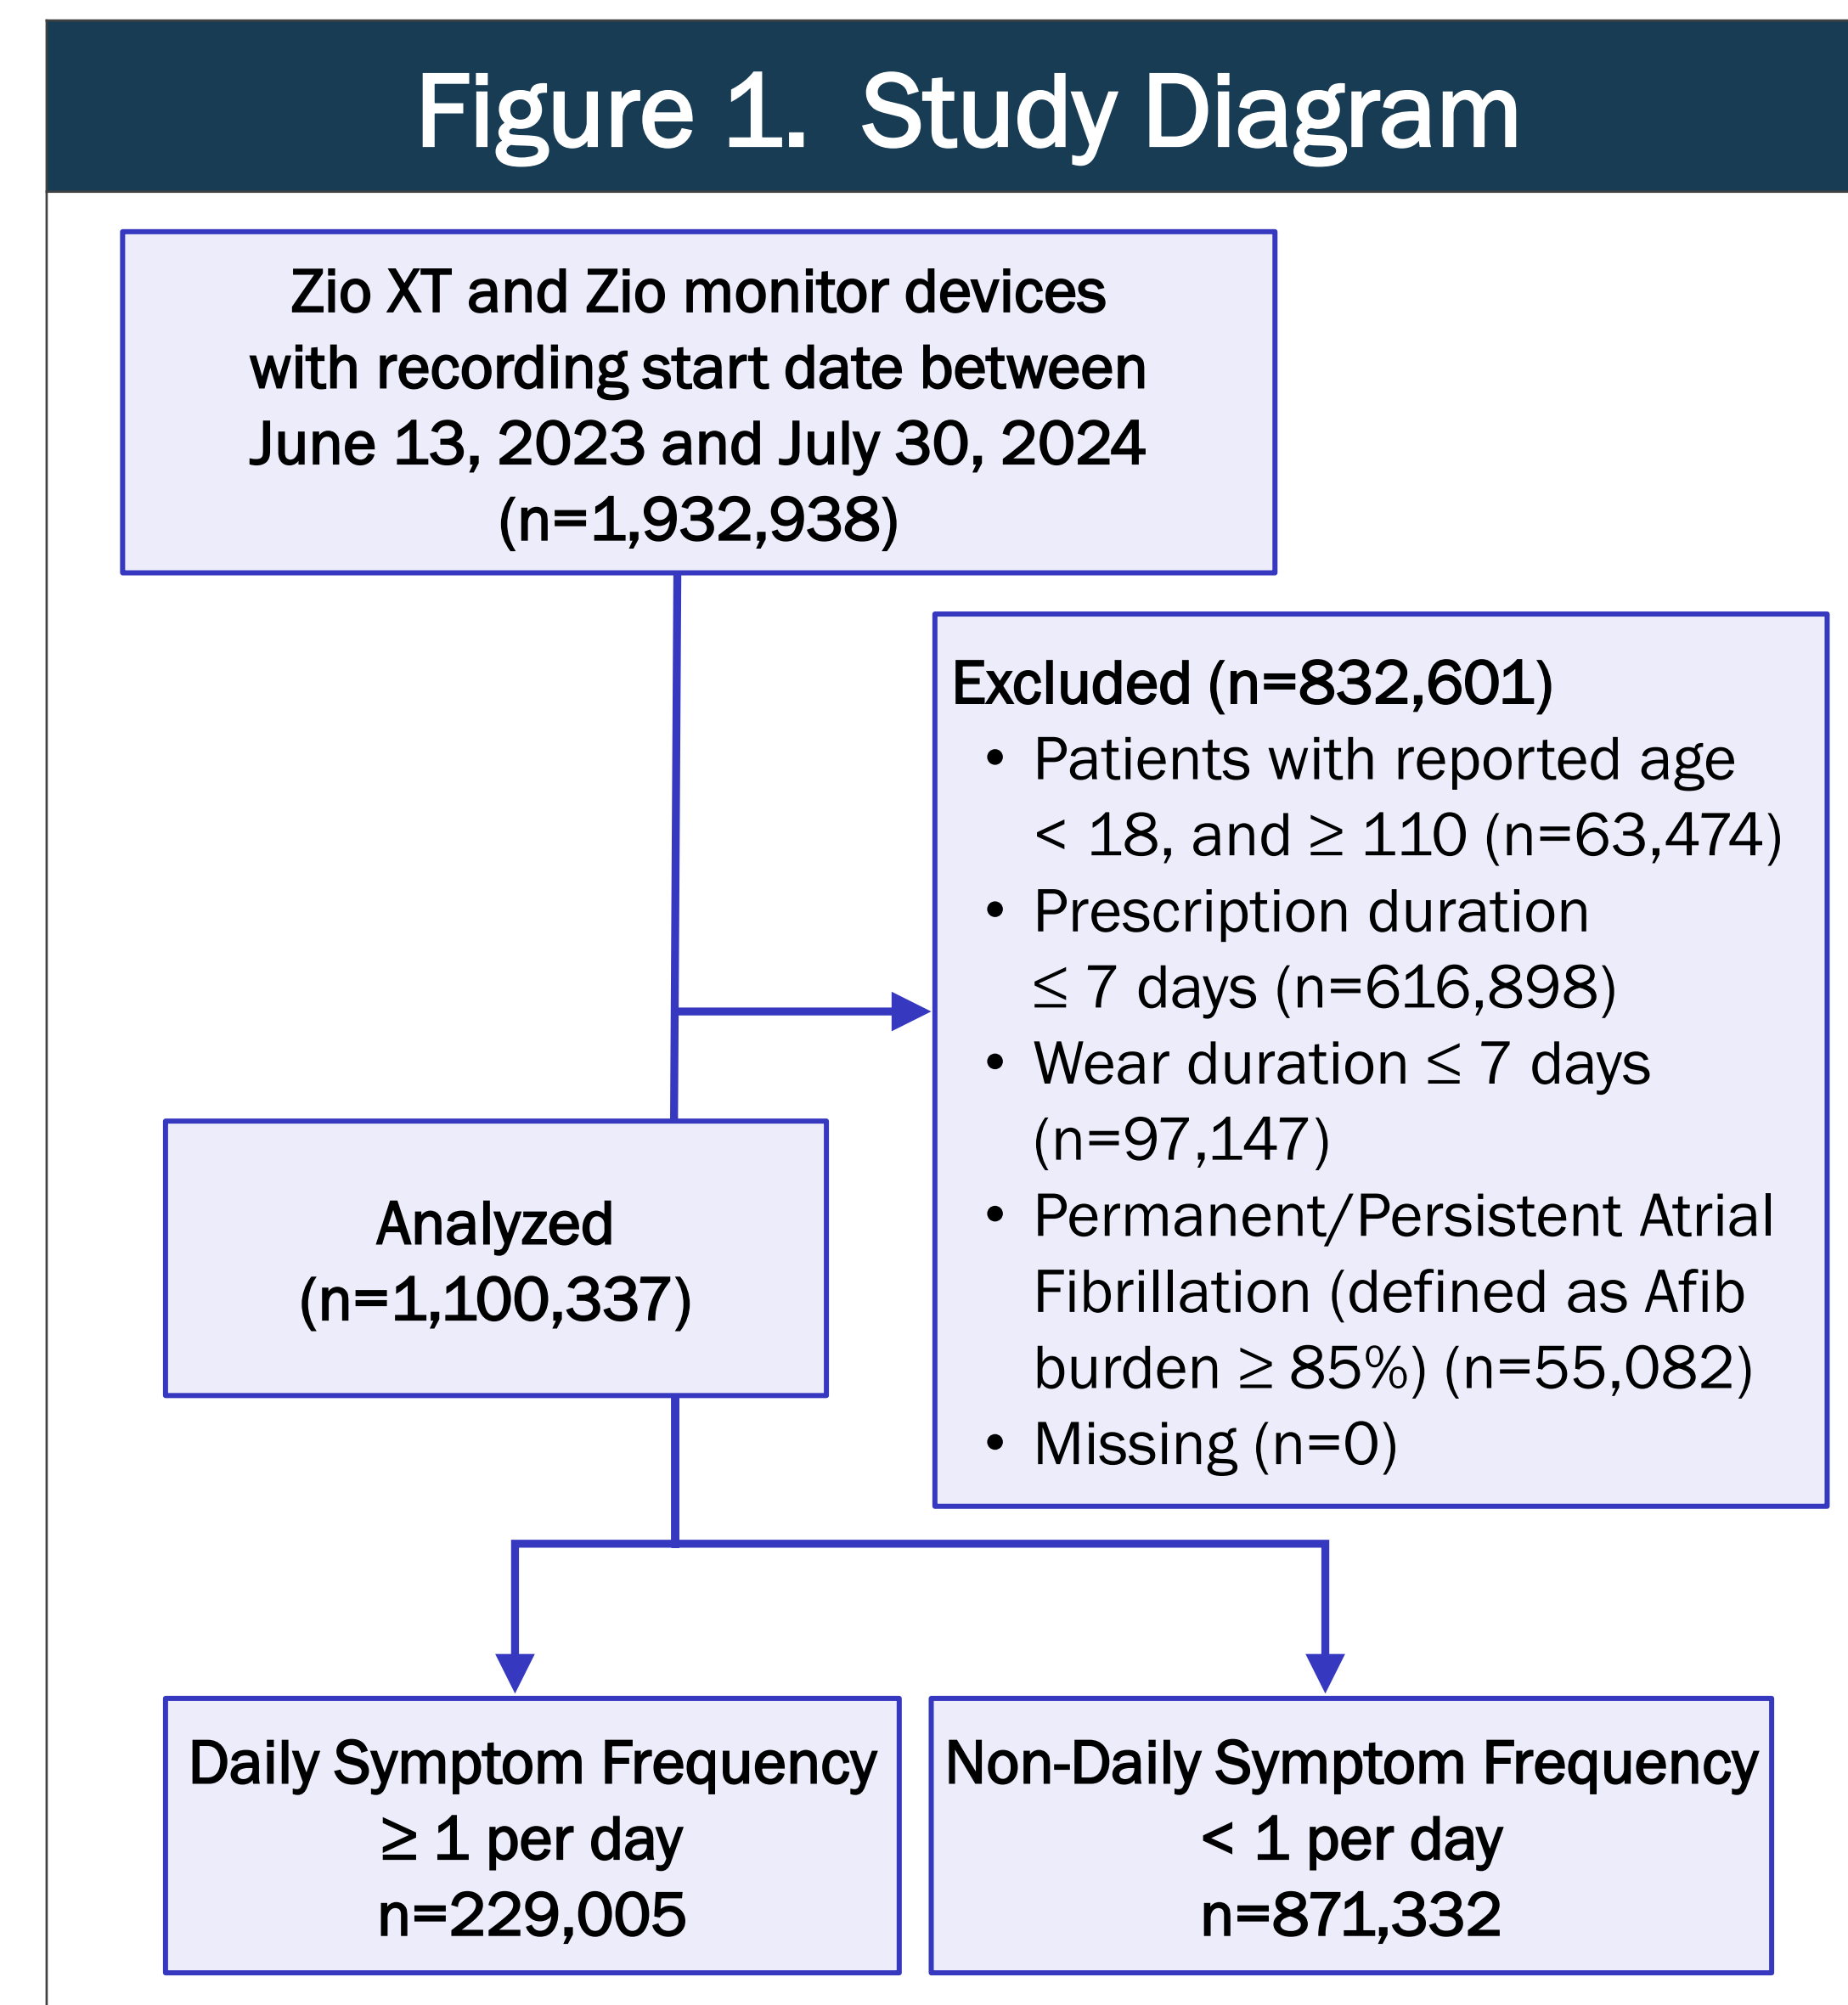 Figure 1. Study Diagram
Zio XT and Zio monitor devices
with recording start date between
June 13, 2023 and July 30, 2024
(n=1,932,938)
Excluded (n=832,601)
• Patients with reported age
< 18, and ≥ 110 (n=63,474)
• Prescription duration
≤ 7 days (n=616,898)
• Wear duration ≤ 7 days
(n=97,147)
• Permanent/Persistent Atrial
Fibrillation (defined as Afib
burden ≥ 85%) (n=55,082)
• Missing (n=0)
Analyzed
(n=1,100,337)
Daily Symptom Frequency
≥ 1 per day
n=229,005
Non-Daily Symptom Frequency
< 1 per day
n=871,332